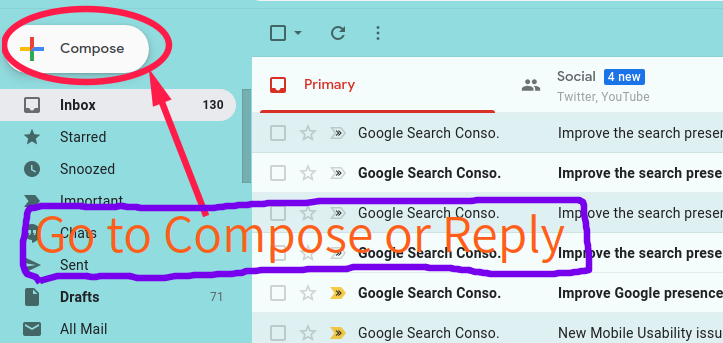 Compose
Inbox 130
Starred
Snoozed
Important
Chats
Sent
Drafts 71
All Mail
Primary
Social 4 new
Twitter, YouTube
Google Search Conso. Improve the search prese
Google Search Conso. Improve the search prese
Google Search Conso. Improve the search prese
Google Search Conso. Improve the search prese
Google Search Conso. Improve Google presence
Google Search Conso. New Mobile Usability issu
Go to Compose or Reply